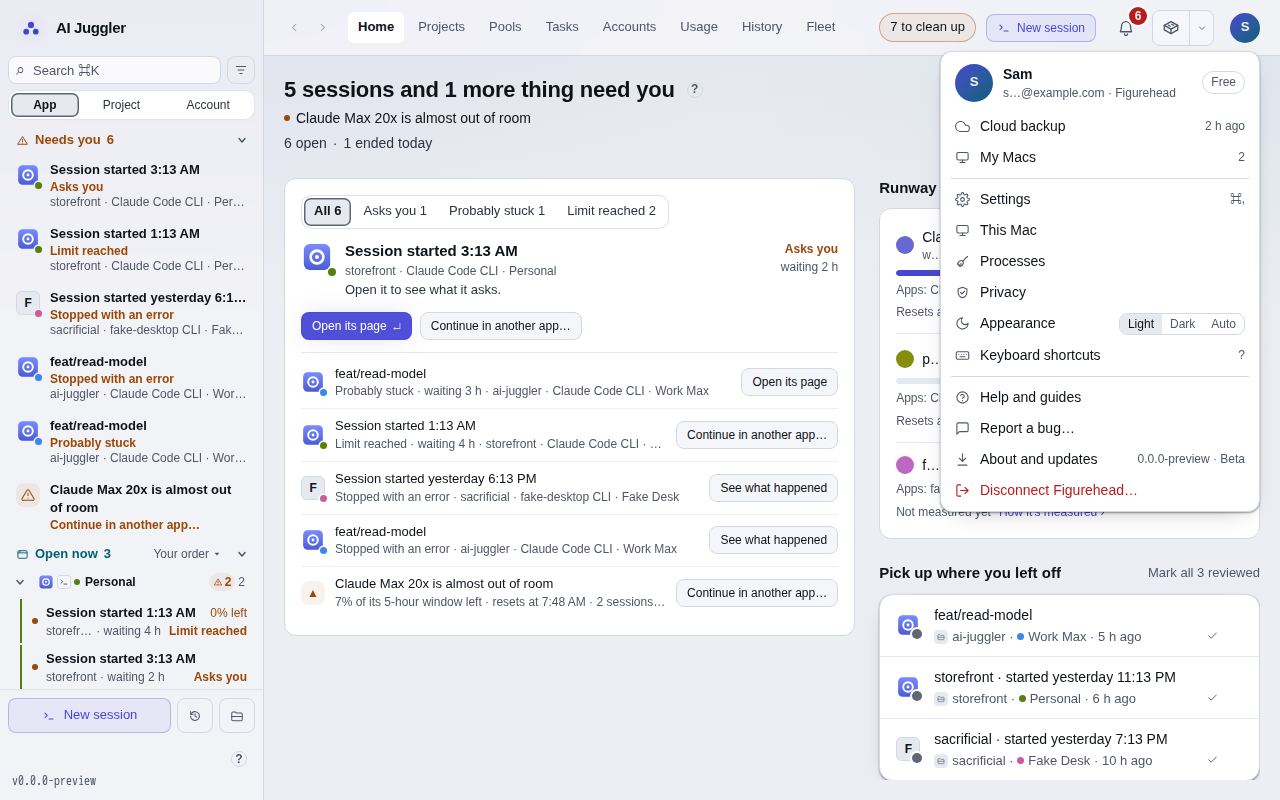 AI Juggler
Search ⌘K
App Project Account
Needs you 6
Session started 3:13 AM
Asks you
storefront · Claude Code CLI · Per…
Session started 1:13 AM
Limit reached
storefront · Claude Code CLI · Per…
F
Session started yesterday 6:1…
Stopped with an error
sacrificial · fake-desktop CLI · Fak…
feat/read-model
Stopped with an error
ai-juggler · Claude Code CLI · Wor…
feat/read-model
Probably stuck
ai-juggler · Claude Code CLI · Wor…
Claude Max 20x is almost out
of room
Continue in another app…
Open now 3 Your order
Personal 2 2
Session started 1:13 AM 0% left
storefr… · waiting 4 h Limit reached
Session started 3:13 AM
storefront · waiting 2 h Asks you
New session
?
v0.0.0-preview
Home Projects Pools Tasks Accounts Usage History Fleet
7 to clean up
New session
6
S
5 sessions and 1 more thing need you ?
Claude Max 20x is almost out of room
6 open · 1 ended today
All 6 Asks you 1 Probably stuck 1 Limit reached 2
Session started 3:13 AM Asks you
storefront · Claude Code CLI · Personal waiting 2 h
Open it to see what it asks.
Open its page Continue in another app…
feat/read-model
Probably stuck · waiting 3 h · ai-juggler · Claude Code CLI · Work Max
Open its page
Session started 1:13 AM
Limit reached · waiting 4 h · storefront · Claude Code CLI · …
Continue in another app…
F
Session started yesterday 6:13 PM
Stopped with an error · sacrificial · fake-desktop CLI · Fake Desk
See what happened
feat/read-model
Stopped with an error · ai-juggler · Claude Code CLI · Work Max
See what happened
Claude Max 20x is almost out of room
7% of its 5-hour window left · resets at 7:48 AM · 2 sessions…
Continue in another app…
Runway
Cla
w…
Apps: C
Resets a
p…
Apps: C
Resets a
f…
Apps: fa
Not measured yet How it's measured ›
S
Sam
s…@example.com · Figurehead
Free
Cloud backup 2 h ago
My Macs 2
Settings ⌘,
This Mac
Processes
Privacy
Appearance Light Dark Auto
Keyboard shortcuts ?
Help and guides
Report a bug…
About and updates 0.0.0-preview · Beta
Disconnect Figurehead…
Pick up where you left off Mark all 3 reviewed
feat/read-model
ai-juggler · Work Max · 5 h ago
storefront · started yesterday 11:13 PM
storefront · Personal · 6 h ago
F
sacrificial · started yesterday 7:13 PM
sacrificial · Fake Desk · 10 h ago